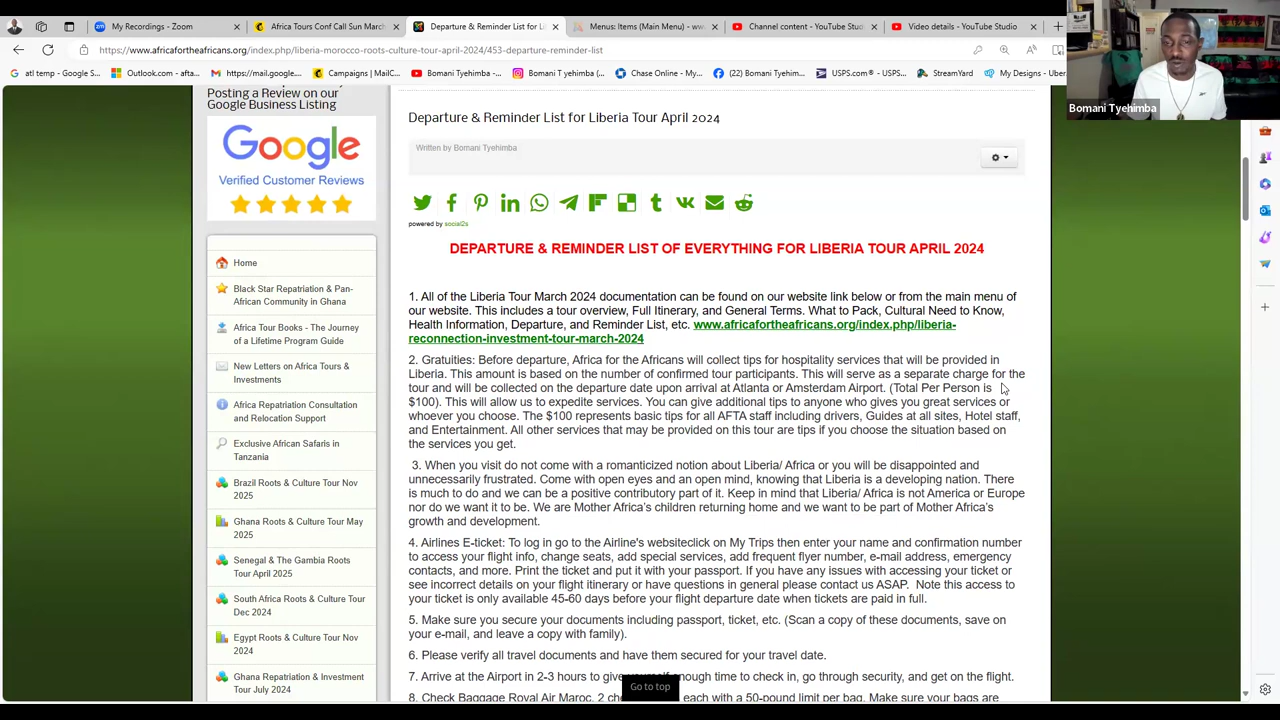 My Recordings - Zoom
Africa Tours Conf Call Sun March
Departure & Reminder List for Li
Menus: Items (Main Menu) - ww
Channel content - YouTube Stud
Video details - YouTube Studio
https://www.africafortheafricans.org/index.php/liberia-morocco-roots-culture-tour-april-2024/453-departure-reminder-list
atl temp - Google S...
Outlook.com - afta...
https://mail.google...
Campaigns | MailC...
Bomani Tyehimba...
Bomani T yehimba (...
Chase Online - My...
(22) Bomani Tyehim...
USPS.com® - USPS...
StreamYard
My Designs - Uber
Bomani Tyehimba
Posting a Review on our
Google Business Listing
Google
Verified Customer Reviews
Home
Black Star Repatriation & Pan-
African Community in Ghana
Africa Tour Books - The Journey
of a Lifetime Program Guide
New Letters on Africa Tours &
Investments
Africa Repatriation Consultation
and Relocation Support
Exclusive African Safaris in
Tanzania
Brazil Roots & Culture Tour Nov
2025
Ghana Roots & Culture Tour May
2025
Senegal & The Gambia Roots
Tour April 2025
South Africa Roots & Culture Tour
Dec 2024
Egypt Roots & Culture Tour Nov
2024
Ghana Repatriation & Investment
Tour July 2024
Departure & Reminder List for Liberia Tour April 2024
Written by Bomani Tyehimba
powered by social2s
DEPARTURE & REMINDER LIST OF EVERYTHING FOR LIBERIA TOUR APRIL 2024
1. All of the Liberia Tour March 2024 documentation can be found on our website link below or from the main menu of
our website. This includes a tour overview, Full Itinerary, and General Terms. What to Pack, Cultural Need to Know,
Health Information, Departure, and Reminder List, etc. www.africafortheafricans.org/index.php/liberia-
reconnection-investment-tour-march-2024
2. Gratuities: Before departure, Africa for the Africans will collect tips for hospitality services that will be provided in
Liberia. This amount is based on the number of confirmed tour participants. This will serve as a separate charge for the
tour and will be collected on the departure date upon arrival at Atlanta or Amsterdam Airport. (Total Per Person is
$100). This will allow us to expedite services. You can give additional tips to anyone who gives you great services or
whoever you choose. The $100 represents basic tips for all AFTA staff including drivers, Guides at all sites, Hotel staff,
and Entertainment. All other services that may be provided on this tour are tips if you choose the situation based on
the services you get.
3. When you visit do not come with a romanticized notion about Liberia/ Africa or you will be disappointed and
unnecessarily frustrated. Come with open eyes and an open mind, knowing that Liberia is a developing nation. There
is much to do and we can be a positive contributory part of it. Keep in mind that Liberia/ Africa is not America or Europe
nor do we want it to be. We are Mother Africa's children returning home and we want to be part of Mother Africa's
growth and development.
4. Airlines E-ticket: To log in go to the Airline's websiteclick on My Trips then enter your name and confirmation number
to access your flight info, change seats, add special services, add frequent flyer number, e-mail address, emergency
contacts, and more. Print the ticket and put it with your passport. If you have any issues with accessing your ticket or
see incorrect details on your flight itinerary or have questions in general please contact us ASAP. Note this access to
your ticket is only available 45-60 days before your flight departure date when tickets are paid in full.
5. Make sure you secure your documents including passport, ticket, etc. (Scan a copy of these documents, save on
your e-mail, and leave a copy with family).
6. Please verify all travel documents and have them secured for your travel date.
7. Arrive at the Airport in 2-3 hours to give yourself enough time to check in, go through security, and get on the flight.
Go to top
8. Check Baggage Royal Air Maroc, 2 each with a 50-pound limit per bag. Make sure your bags are